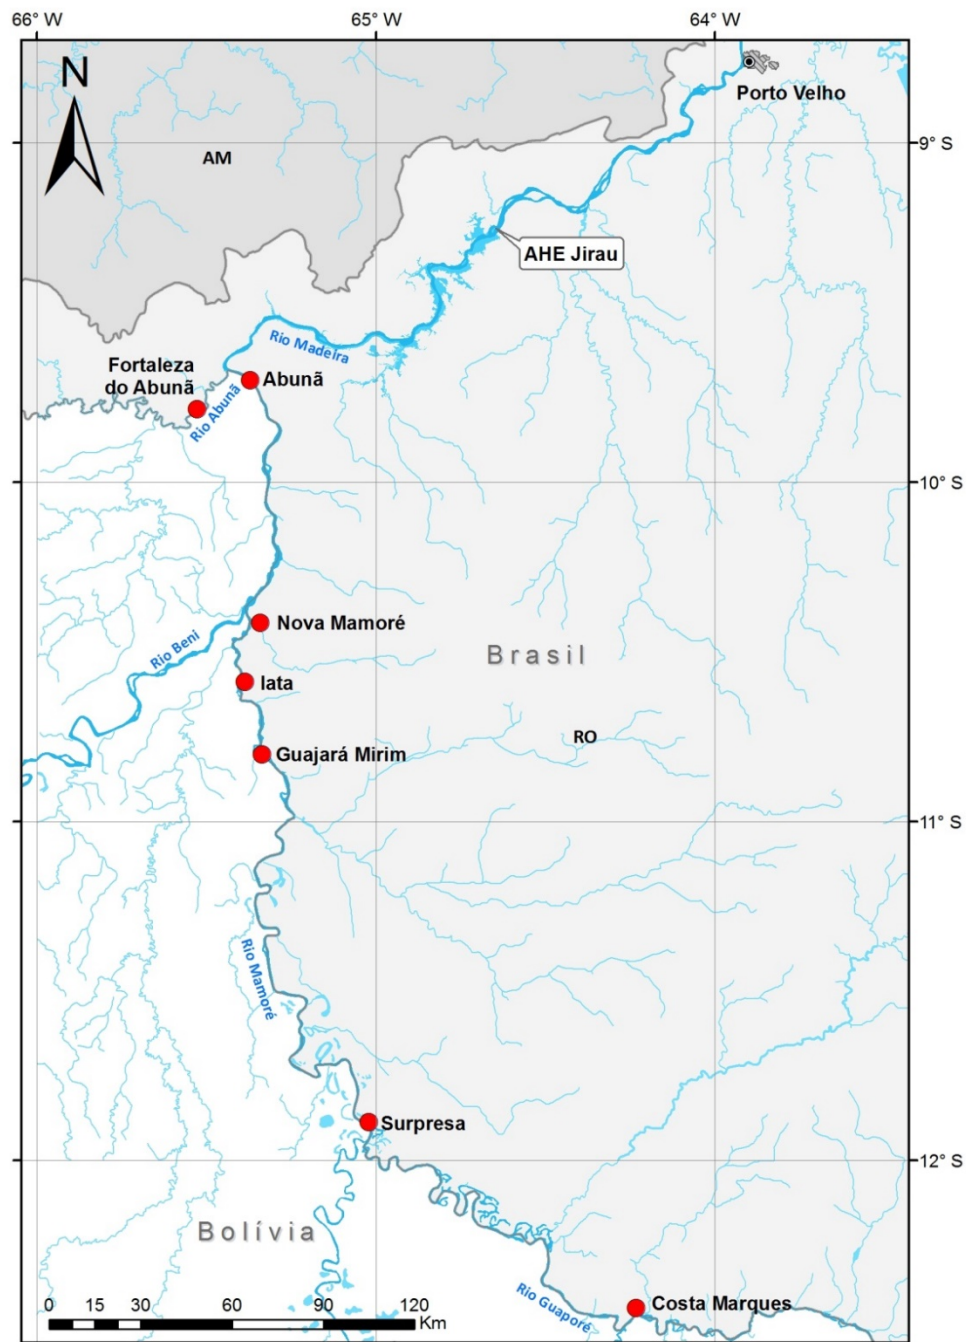 66° W
65° W
64° W
N
Porto Velho
AM
9° S
AHE Jirau
Rio Madeira
Fortaleza
do Abunã
Abunã
Rio Abunã
10° S
Nova Mamoré
Rio Beni
Brasil
Iata
RO
Guajará Mirim
11° S
Rio Mamoré
Surpresa
12° S
Bolívia
Rio Guaporé
Costa Marques
0 15 30 60 90 120
Km